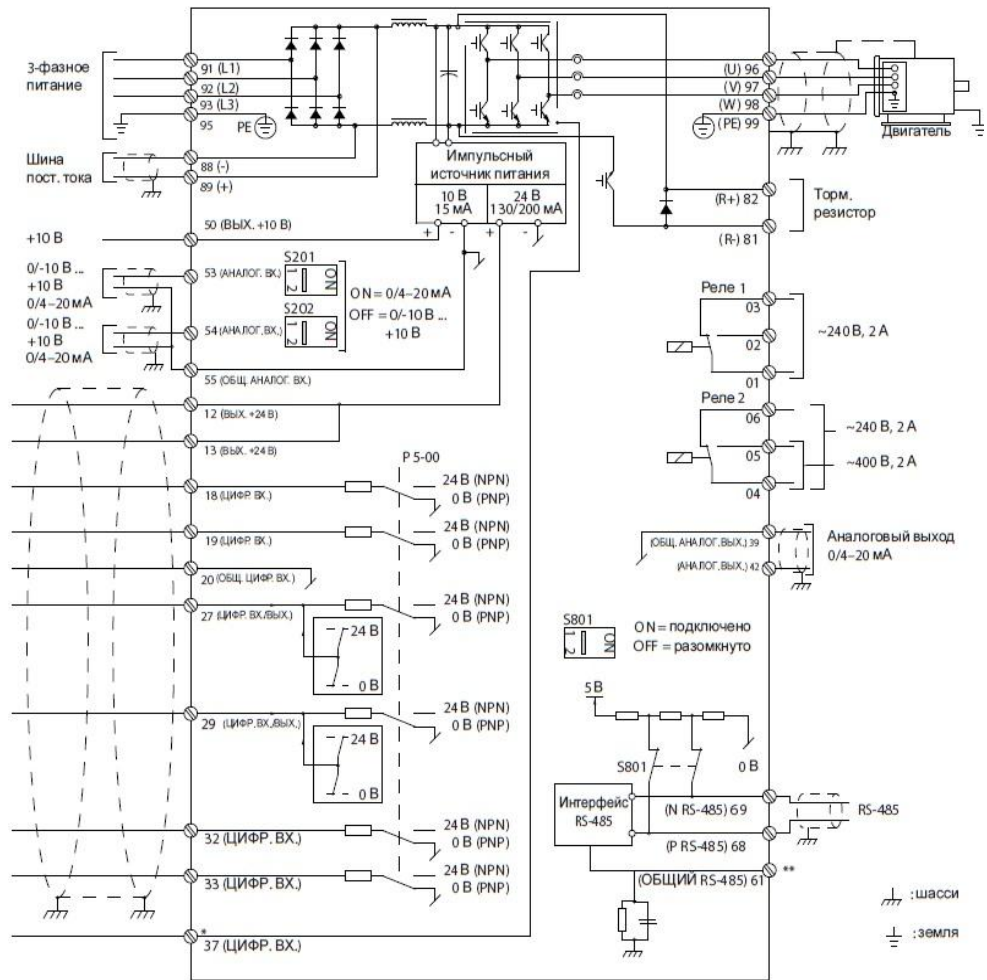 3-фазное
питание
91 (L1)
92 (L2)
93 (L3)
95
PE
Шина
пост. тока
88 (-)
89 (+)
Импульсный
источник питания
10 В
15 мА
24 В
130/200 мА
+ - + -
(U) 96
(V) 97
(W) 98
(PE) 99
Двигатель
(R+) 82
(R-) 81
Торм.
резистор
+10 В
50 (ВЫХ. +10 В)
0/-10 В ...
+10 В
0/4–20 мА
53 (АНАЛОГ. ВХ.)
S201
1 2
ON
0/-10 В ...
+10 В
0/4–20 мА
54 (АНАЛОГ. ВХ.)
S202
1 2
ON
ON = 0/4–20 мА
OFF = 0/-10 В ...
+10 В
55 (ОБЩ. АНАЛОГ. ВХ.)
12 (ВЫХ. +24 В)
13 (ВЫХ. +24 В)
Реле 1
03
02
01
~240 В, 2 А
Реле 2
06
05
04
~240 В, 2 А
~400 В, 2 А
P 5-00
18 (ЦИФР. ВХ.)
24 В (NPN)
0 В (PNP)
19 (ЦИФР. ВХ.)
24 В (NPN)
0 В (PNP)
20 (ОБЩ. ЦИФР. ВХ.)
27 (ЦИФР. ВХ./ВЫХ.)
24 В (NPN)
0 В (PNP)
24 В
0 В
29 (ЦИФР. ВХ./ВЫХ.)
24 В (NPN)
0 В (PNP)
24 В
0 В
32 (ЦИФР. ВХ.)
24 В (NPN)
0 В (PNP)
33 (ЦИФР. ВХ.)
24 В (NPN)
0 В (PNP)
*
37 (ЦИФР. ВХ.)
(ОБЩ. АНАЛОГ. ВЫХ.) 39
(АНАЛОГ. ВЫХ.) 42
Аналоговый выход
0/4–20 мА
S801
1 2
ON
ON = подключено
OFF = разомкнуто
5 В
S801
0 В
Интерфейс
RS-485
(N RS-485) 69
(P RS-485) 68
RS-485
(ОБЩИЙ RS-485) 61
**
:шасси
:земля